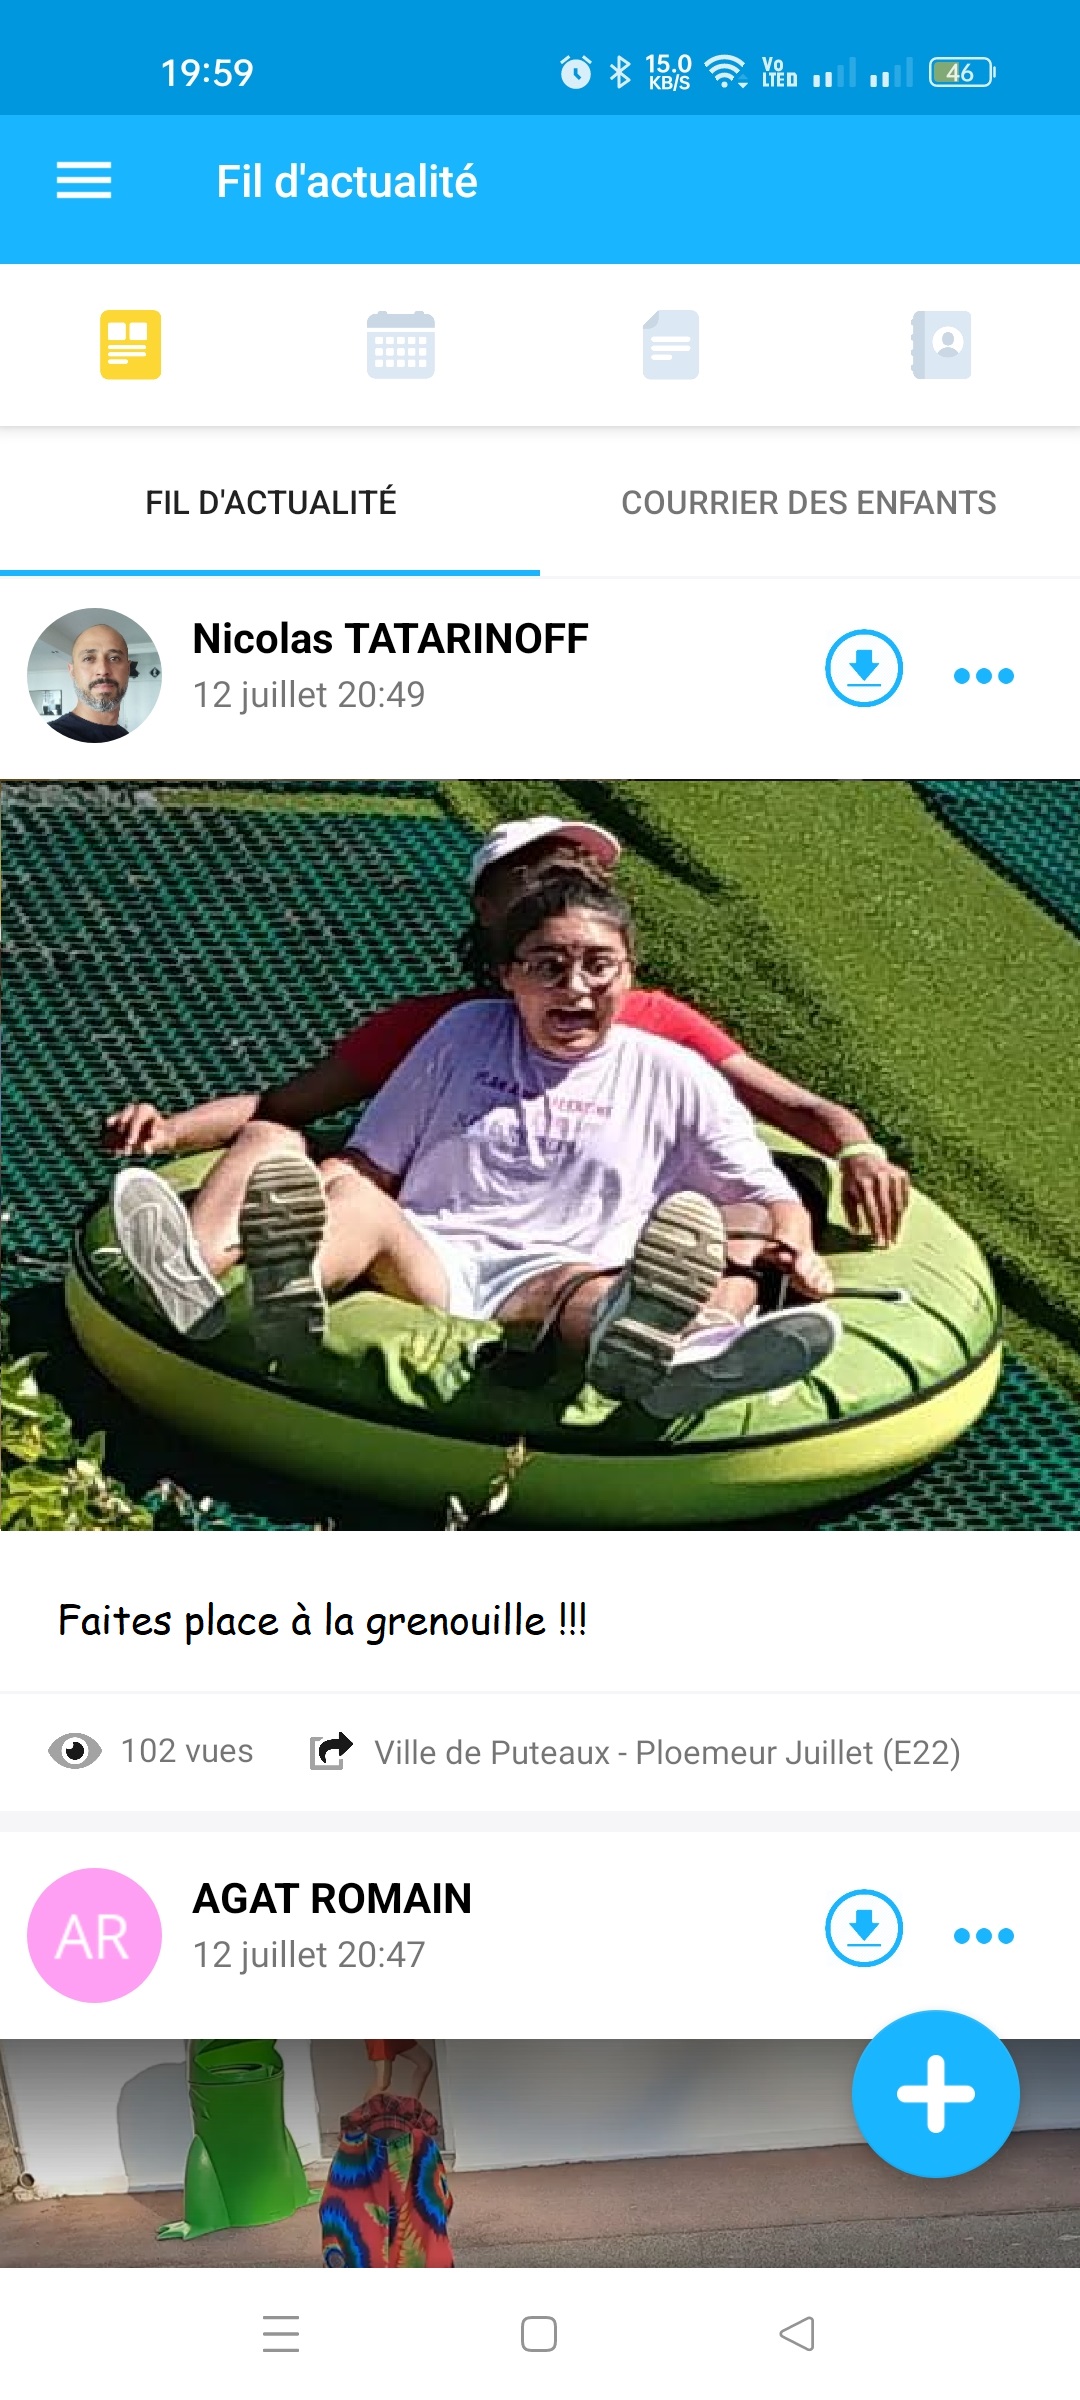 19:59 15.0 KB/S Vo LTE 46
Fil d'actualité
FIL D'ACTUALITÉ COURRIER DES ENFANTS
Nicolas TATARINOFF
12 juillet 20:49
Faites place à la grenouille !!!
102 vues Ville de Puteaux - Ploemeur Juillet (E22)
AR AGAT ROMAIN
12 juillet 20:47